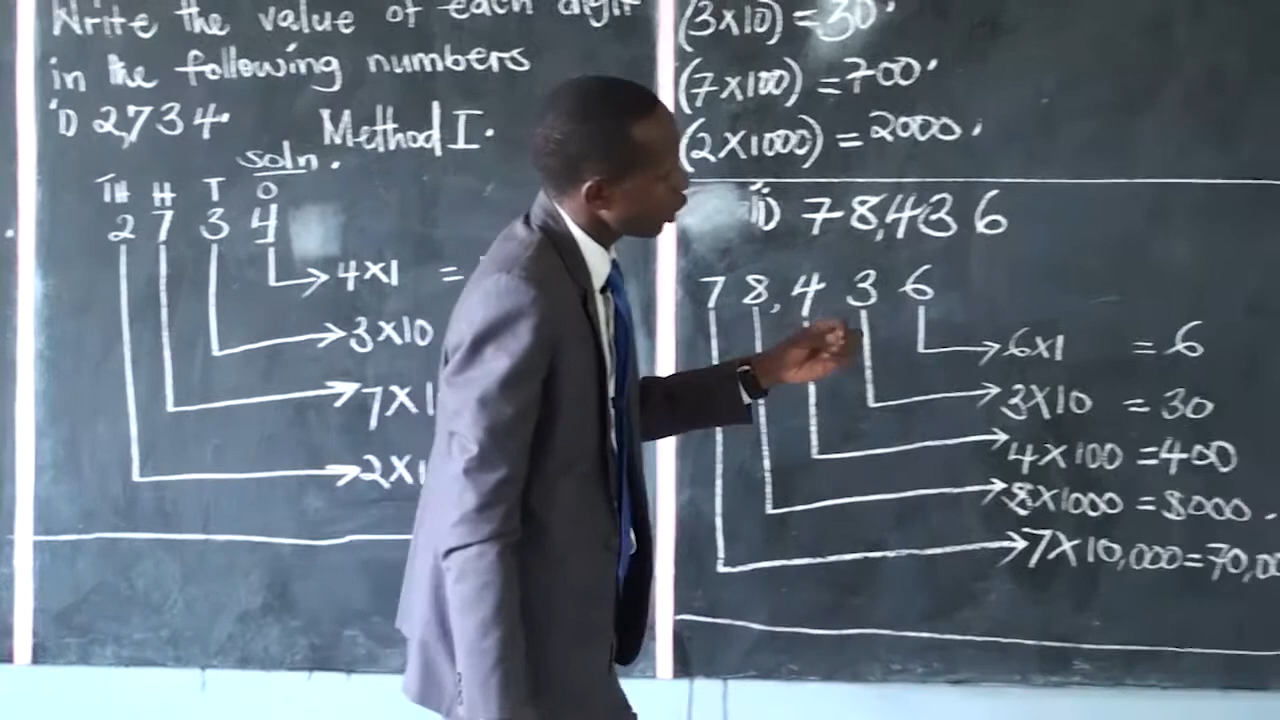 Write the value of each digit
in the following numbers
i) 2,734. Method I.
soln.
TH H T O
2 7 3 4
4X1 =
3X10
7X1
2X1
(3X10) = 30.
(7X100) = 700.
(2X1000) = 2000.
ii) 78,436
78,436
6X1 = 6
3X10 = 30
4X100 = 400
8X1000 = 8000.
7X10,000 = 70,00